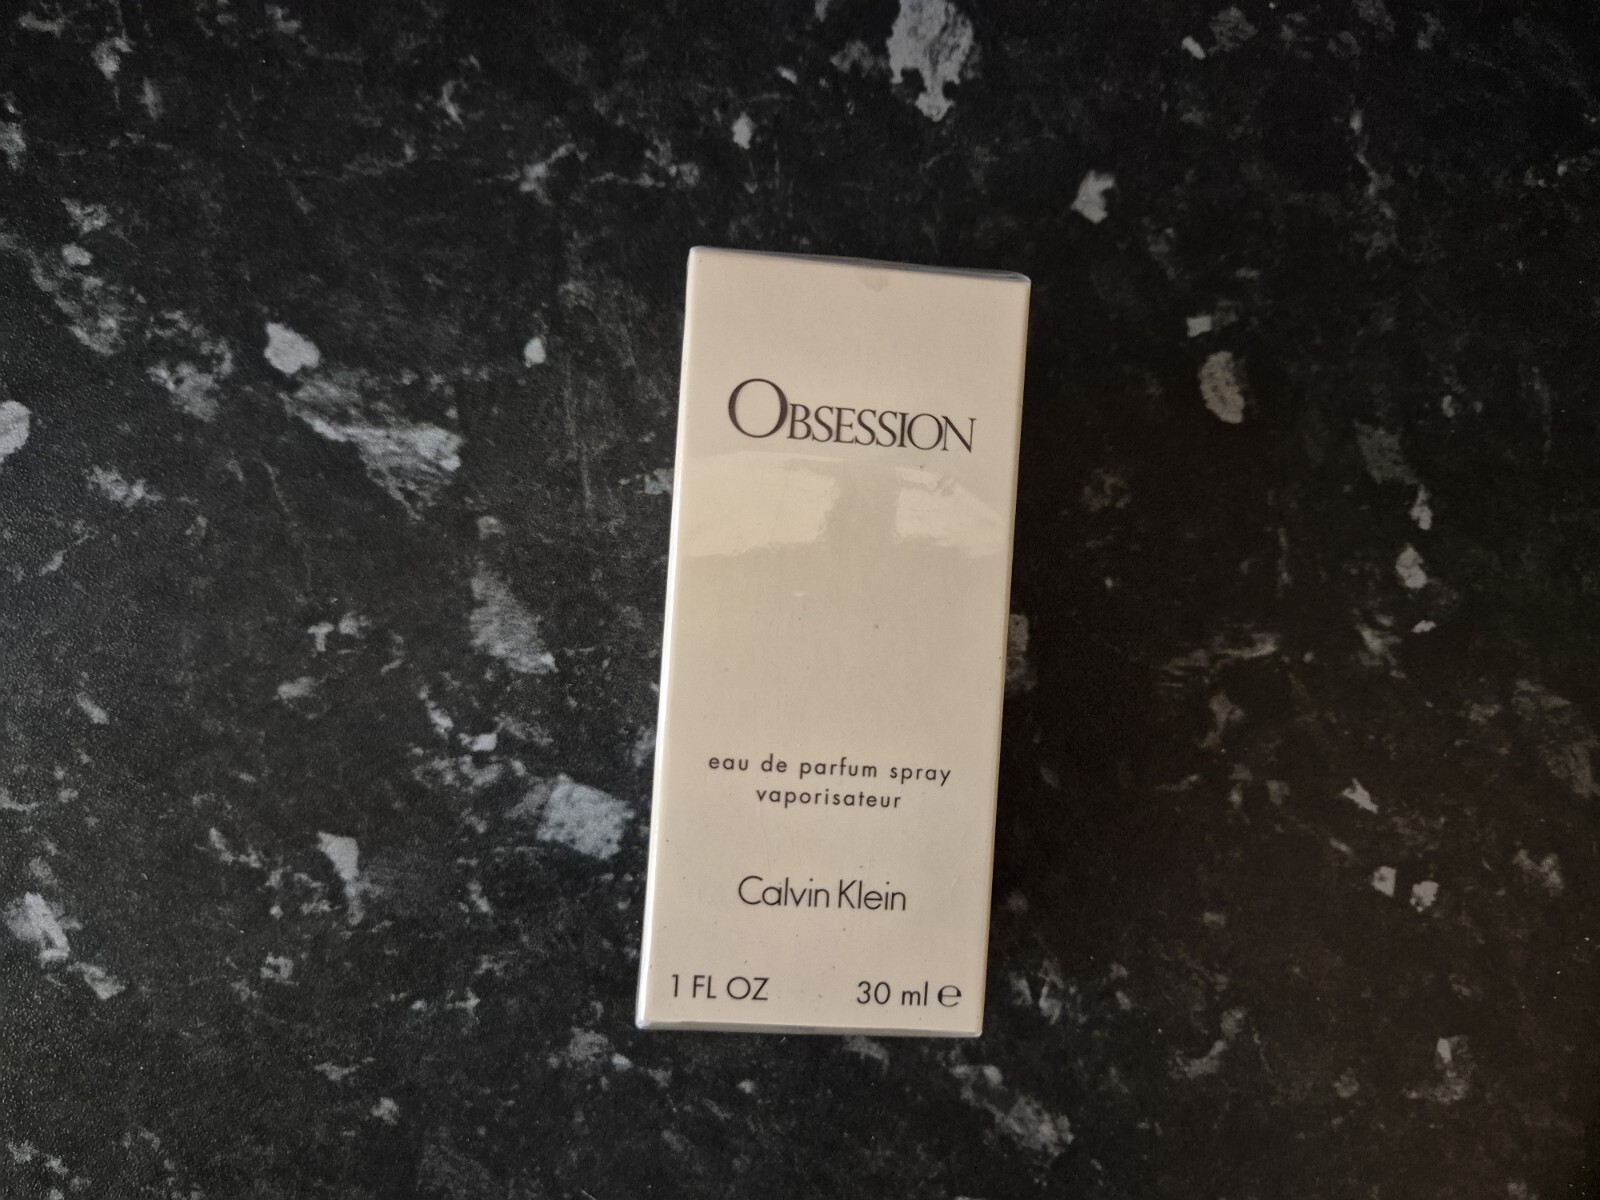 OBSESSION
eau de parfum spray
vaporisateur
Calvin Klein
1 FL OZ 30 ml ℮